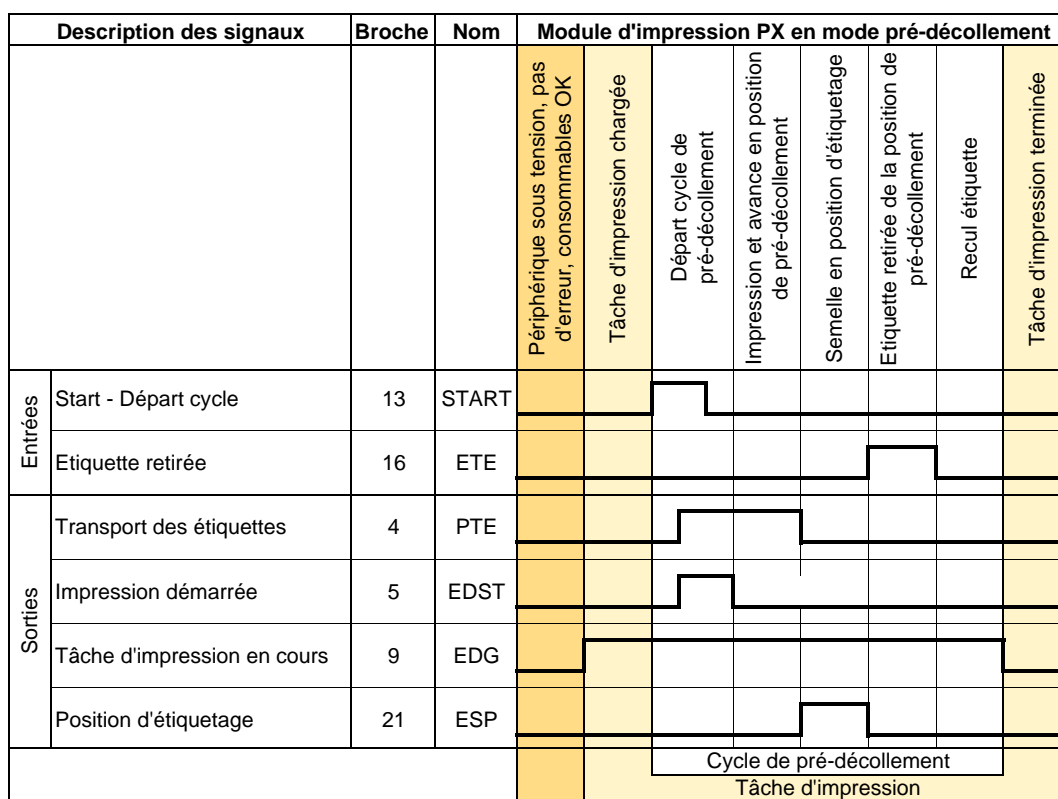 Description des signaux
Broche
Nom
Module d'impression PX en mode pré-décollement
Périphérique sous tension, pas
d'erreur, consommables OK
Tâche d'impression chargée
Départ cycle de
pré-décollement
Impression et avance en position
de pré-décollement
Semelle en position d'étiquetage
Etiquette retirée de la position de
pré-décollement
Recul étiquette
Tâche d'impression terminée
Entrées
Start - Départ cycle
13
START
Etiquette retirée
16
ETE
Sorties
Transport des étiquettes
4
PTE
Impression démarrée
5
EDST
Tâche d'impression en cours
9
EDG
Position d'étiquetage
21
ESP
Cycle de pré-décollement
Tâche d'impression